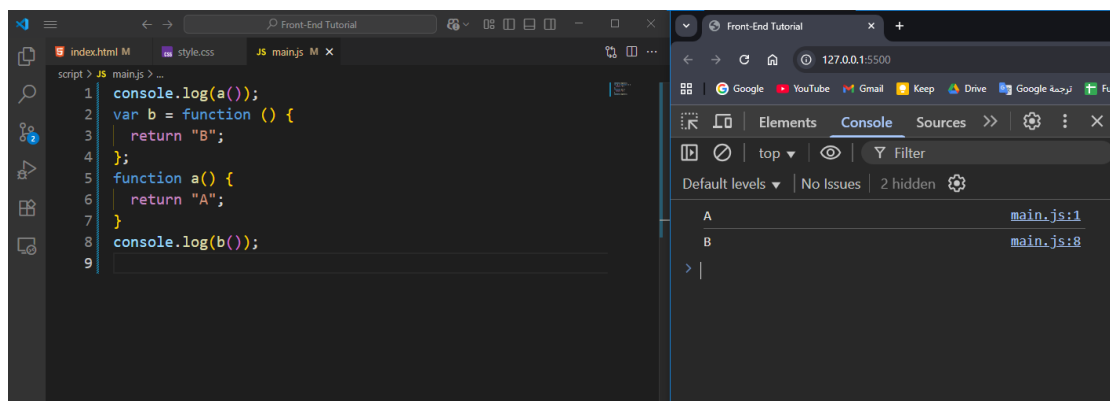 Front-End Tutorial
index.html M
style.css
JS main.js M
script > JS main.js > ...
1 console.log(a());
2 var b = function () {
3 return "B";
4 };
5 function a() {
6 return "A";
7 }
8 console.log(b());
9
2
Front-End Tutorial
127.0.0.1:5500
Google YouTube Gmail Keep Drive ترجمة Google Fu
Elements Console Sources
top Filter
Default levels No Issues 2 hidden
A main.js:1
B main.js:8
>